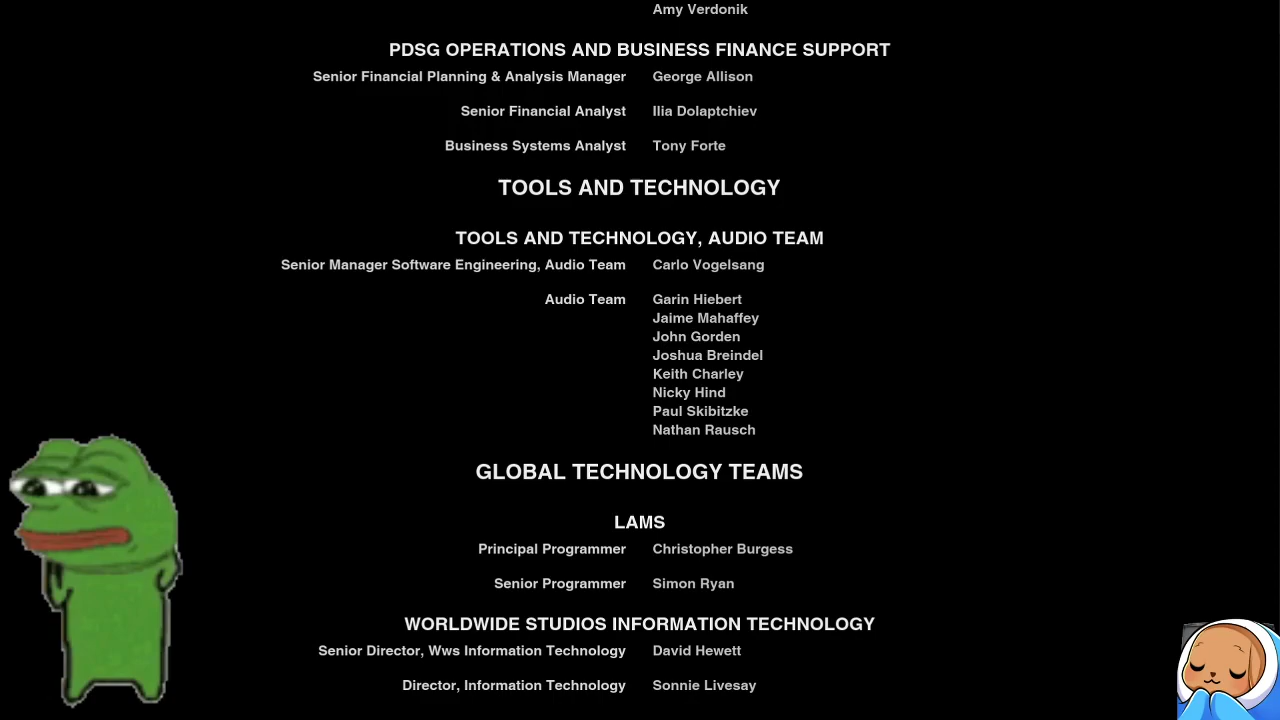 Amy Verdonik
PDSG OPERATIONS AND BUSINESS FINANCE SUPPORT
Senior Financial Planning & Analysis Manager George Allison
Senior Financial Analyst Ilia Dolaptchiev
Business Systems Analyst Tony Forte
TOOLS AND TECHNOLOGY
TOOLS AND TECHNOLOGY, AUDIO TEAM
Senior Manager Software Engineering, Audio Team Carlo Vogelsang
Audio Team Garin Hiebert
Jaime Mahaffey
John Gorden
Joshua Breindel
Keith Charley
Nicky Hind
Paul Skibitzke
Nathan Rausch
GLOBAL TECHNOLOGY TEAMS
LAMS
Principal Programmer Christopher Burgess
Senior Programmer Simon Ryan
WORLDWIDE STUDIOS INFORMATION TECHNOLOGY
Senior Director, Wws Information Technology David Hewett
Director, Information Technology Sonnie Livesay